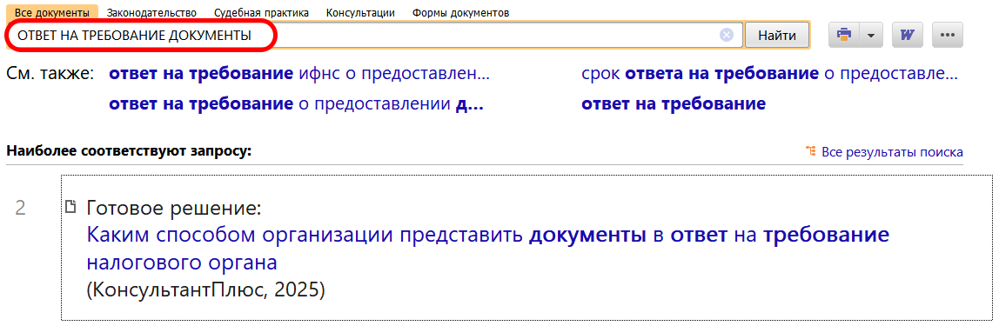 Все документы Законодательство Судебная практика Консультации Формы документов
ОТВЕТ НА ТРЕБОВАНИЕ ДОКУМЕНТЫ Найти W
См. также: ответ на требование ифнс о предоставлен... срок ответа на требование о предоставле...
ответ на требование о предоставлении д... ответ на требование
Наиболее соответствуют запросу: Все результаты поиска
2 Готовое решение:
Каким способом организации представить документы в ответ на требование
налогового органа
(КонсультантПлюс, 2025)